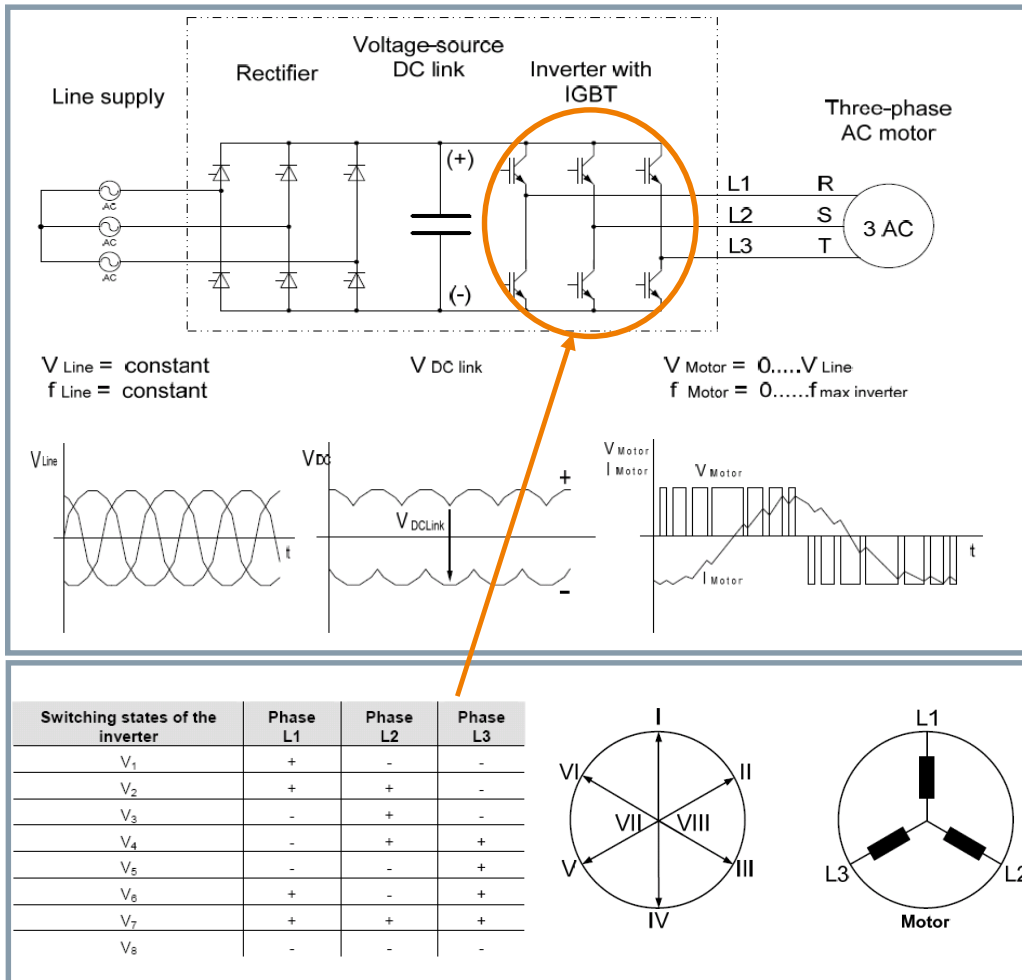 Voltage-source
DC link
Rectifier
Inverter with
IGBT
Line supply
Three-phase
AC motor
(+)
(-)
AC
AC
AC
L1 R
L2 S
L3 T
3 AC
V Line = constant
f Line = constant
V DC link
V Motor = 0.....V Line
f Motor = 0......f max inverter
VLine
t
VDC
+
V DCLink
-
V Motor
I Motor
V Motor
I Motor
t
Switching states of the inverter Phase L1 Phase L2 Phase L3
V1 + - -
V2 + + -
V3 - + -
V4 - + +
V5 - - +
V6 + - +
V7 + + +
V8 - - -
I
II
III
IV
V
VI
VII
VIII
L1
L2
L3
Motor